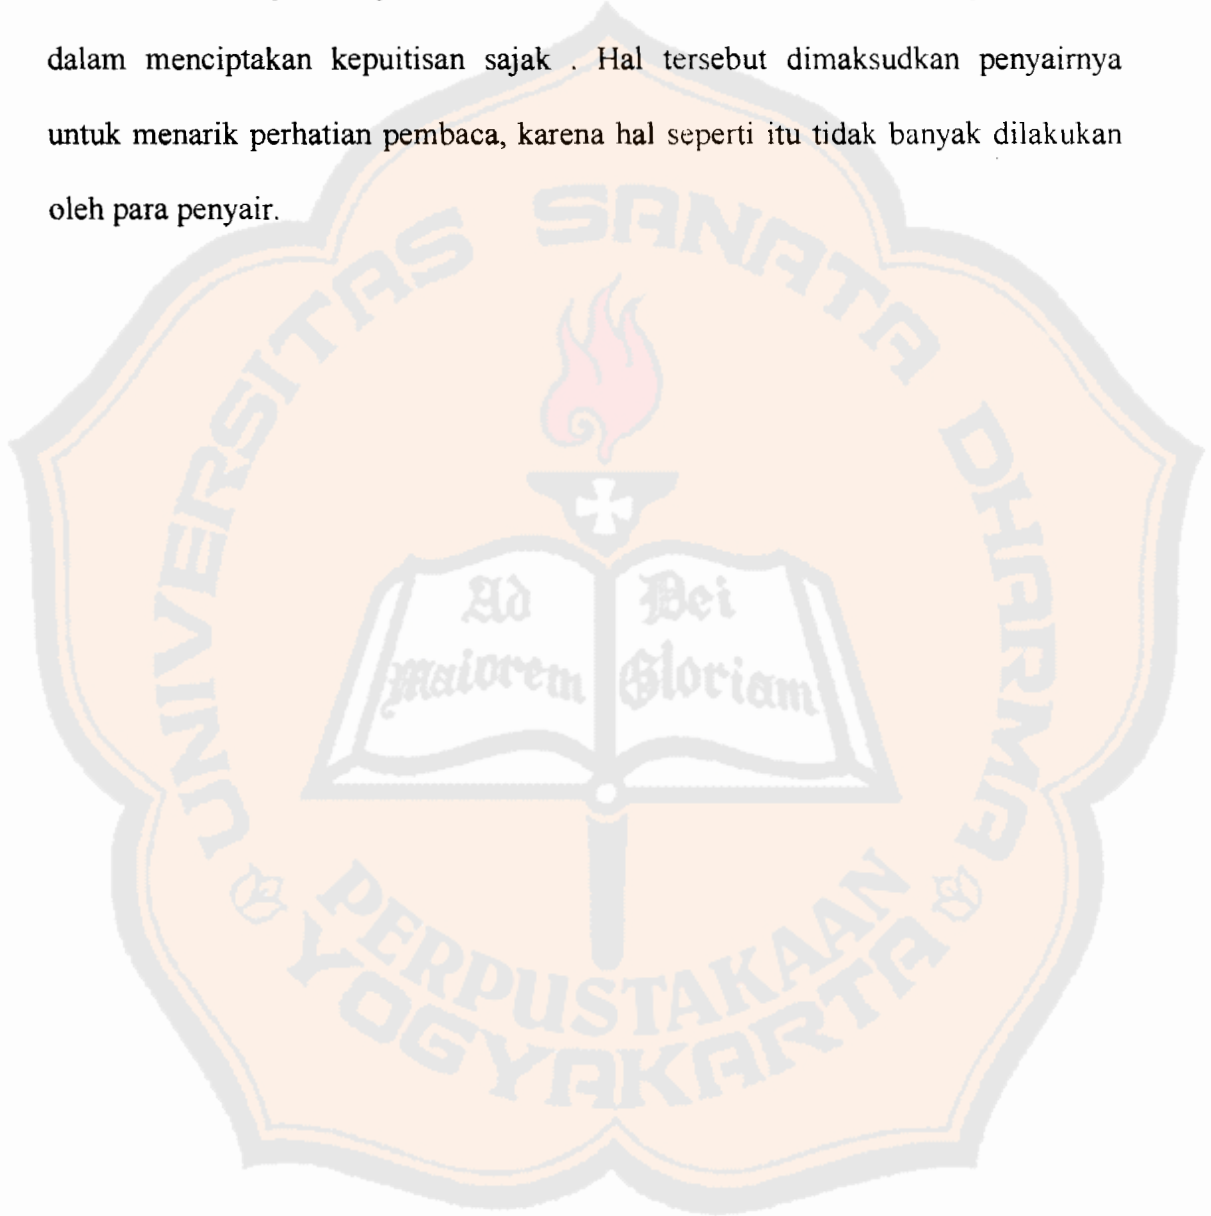 dalam menciptakan kepuitisan sajak . Hal tersebut dimaksudkan penyairnya
untuk menarik perhatian pembaca, karena hal seperti itu tidak banyak dilakukan
oleh para penyair.
UNIVERSITAS SANATA DHARMA
Ad Dei
maiorem Gloriam
PERPUSTAKAAN
YOGYAKARTA